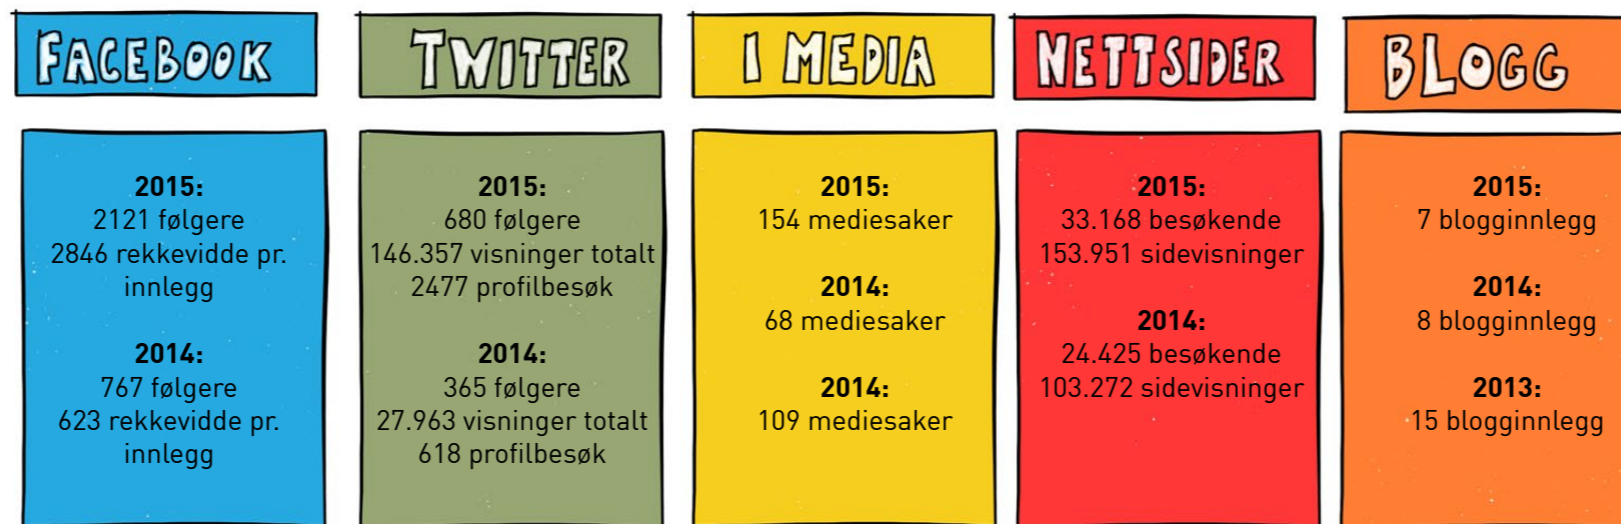 FACEBOOK
2015:
2121 følgere
2846 rekkevidde pr.
innlegg
2014:
767 følgere
623 rekkevidde pr.
innlegg
TWITTER
2015:
680 følgere
146.357 visninger totalt
2477 profilbesøk
2014:
365 følgere
27.963 visninger totalt
618 profilbesøk
I MEDIA
2015:
154 mediesaker
2014:
68 mediesaker
2014:
109 mediesaker
NETTSIDER
2015:
33.168 besøkende
153.951 sidevisninger
2014:
24.425 besøkende
103.272 sidevisninger
BLOGG
2015:
7 blogginnlegg
2014:
8 blogginnlegg
2013:
15 blogginnlegg